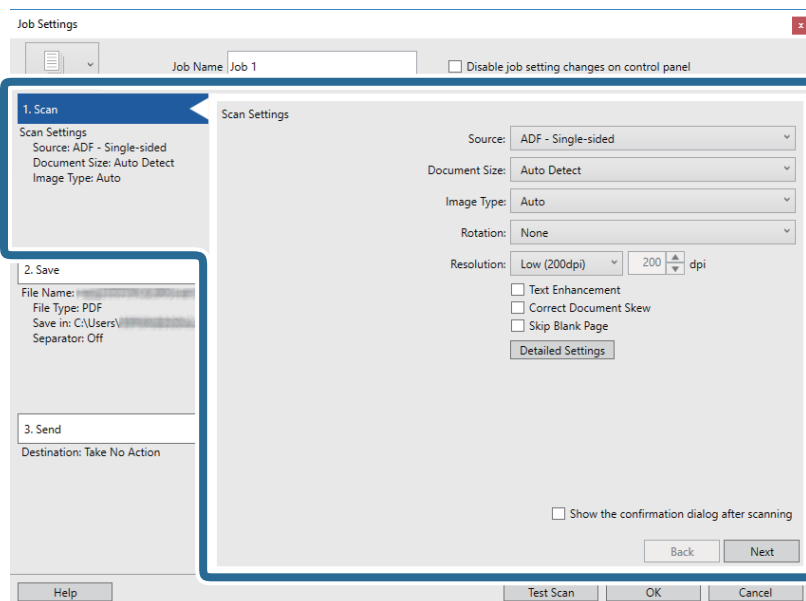 Job Settings
Job Name Job 1
Disable job setting changes on control panel
1. Scan
Scan Settings
Source: ADF - Single-sided
Document Size: Auto Detect
Image Type: Auto
2. Save
File Name:
File Type: PDF
Save in: C:\Users\
Separator: Off
3. Send
Destination: Take No Action
Scan Settings
Source: ADF - Single-sided
Document Size: Auto Detect
Image Type: Auto
Rotation: None
Resolution: Low (200dpi) 200 dpi
Text Enhancement
Correct Document Skew
Skip Blank Page
Detailed Settings
Show the confirmation dialog after scanning
Back Next
Help Test Scan OK Cancel